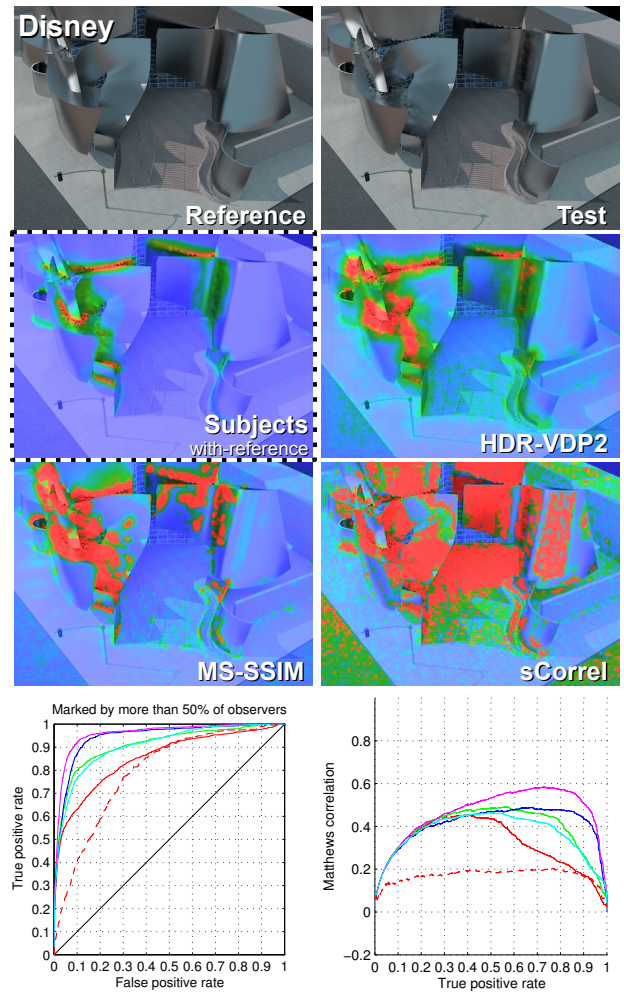 Disney
Reference
Test
Subjects
with-reference
HDR-VDP2
MS-SSIM
sCorrel
Marked by more than 50% of observers
True positive rate
1
0.9
0.8
0.7
0.6
0.5
0.4
0.3
0.2
0.1
0
0 0.1 0.2 0.3 0.4 0.5 0.6 0.7 0.8 0.9 1
False positive rate
Matthews correlation
0.8
0.6
0.4
0.2
0
−0.2
0 0.1 0.2 0.3 0.4 0.5 0.6 0.7 0.8 0.9 1
True positive rate